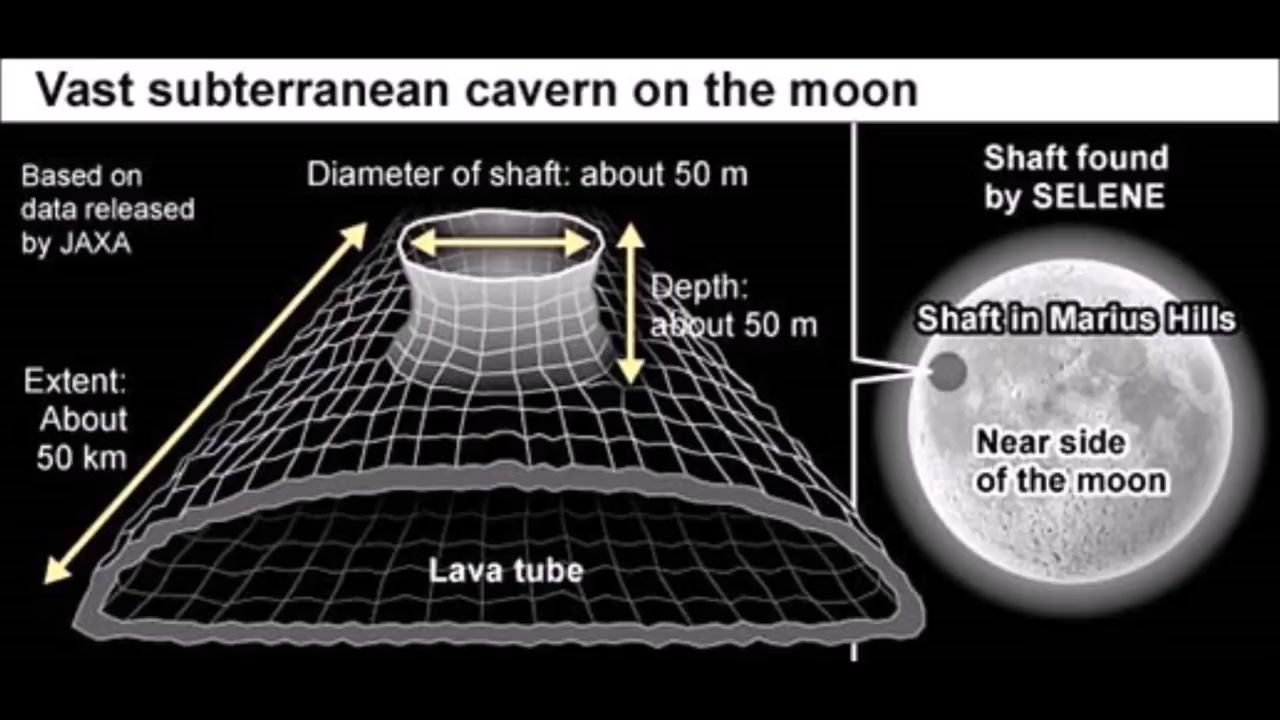 Vast subterranean cavern on the moon
Based on
data released
by JAXA
Diameter of shaft: about 50 m
Depth:
about 50 m
Extent:
About
50 km
Lava tube
Shaft found
by SELENE
Shaft in Marius Hills
Near side
of the moon